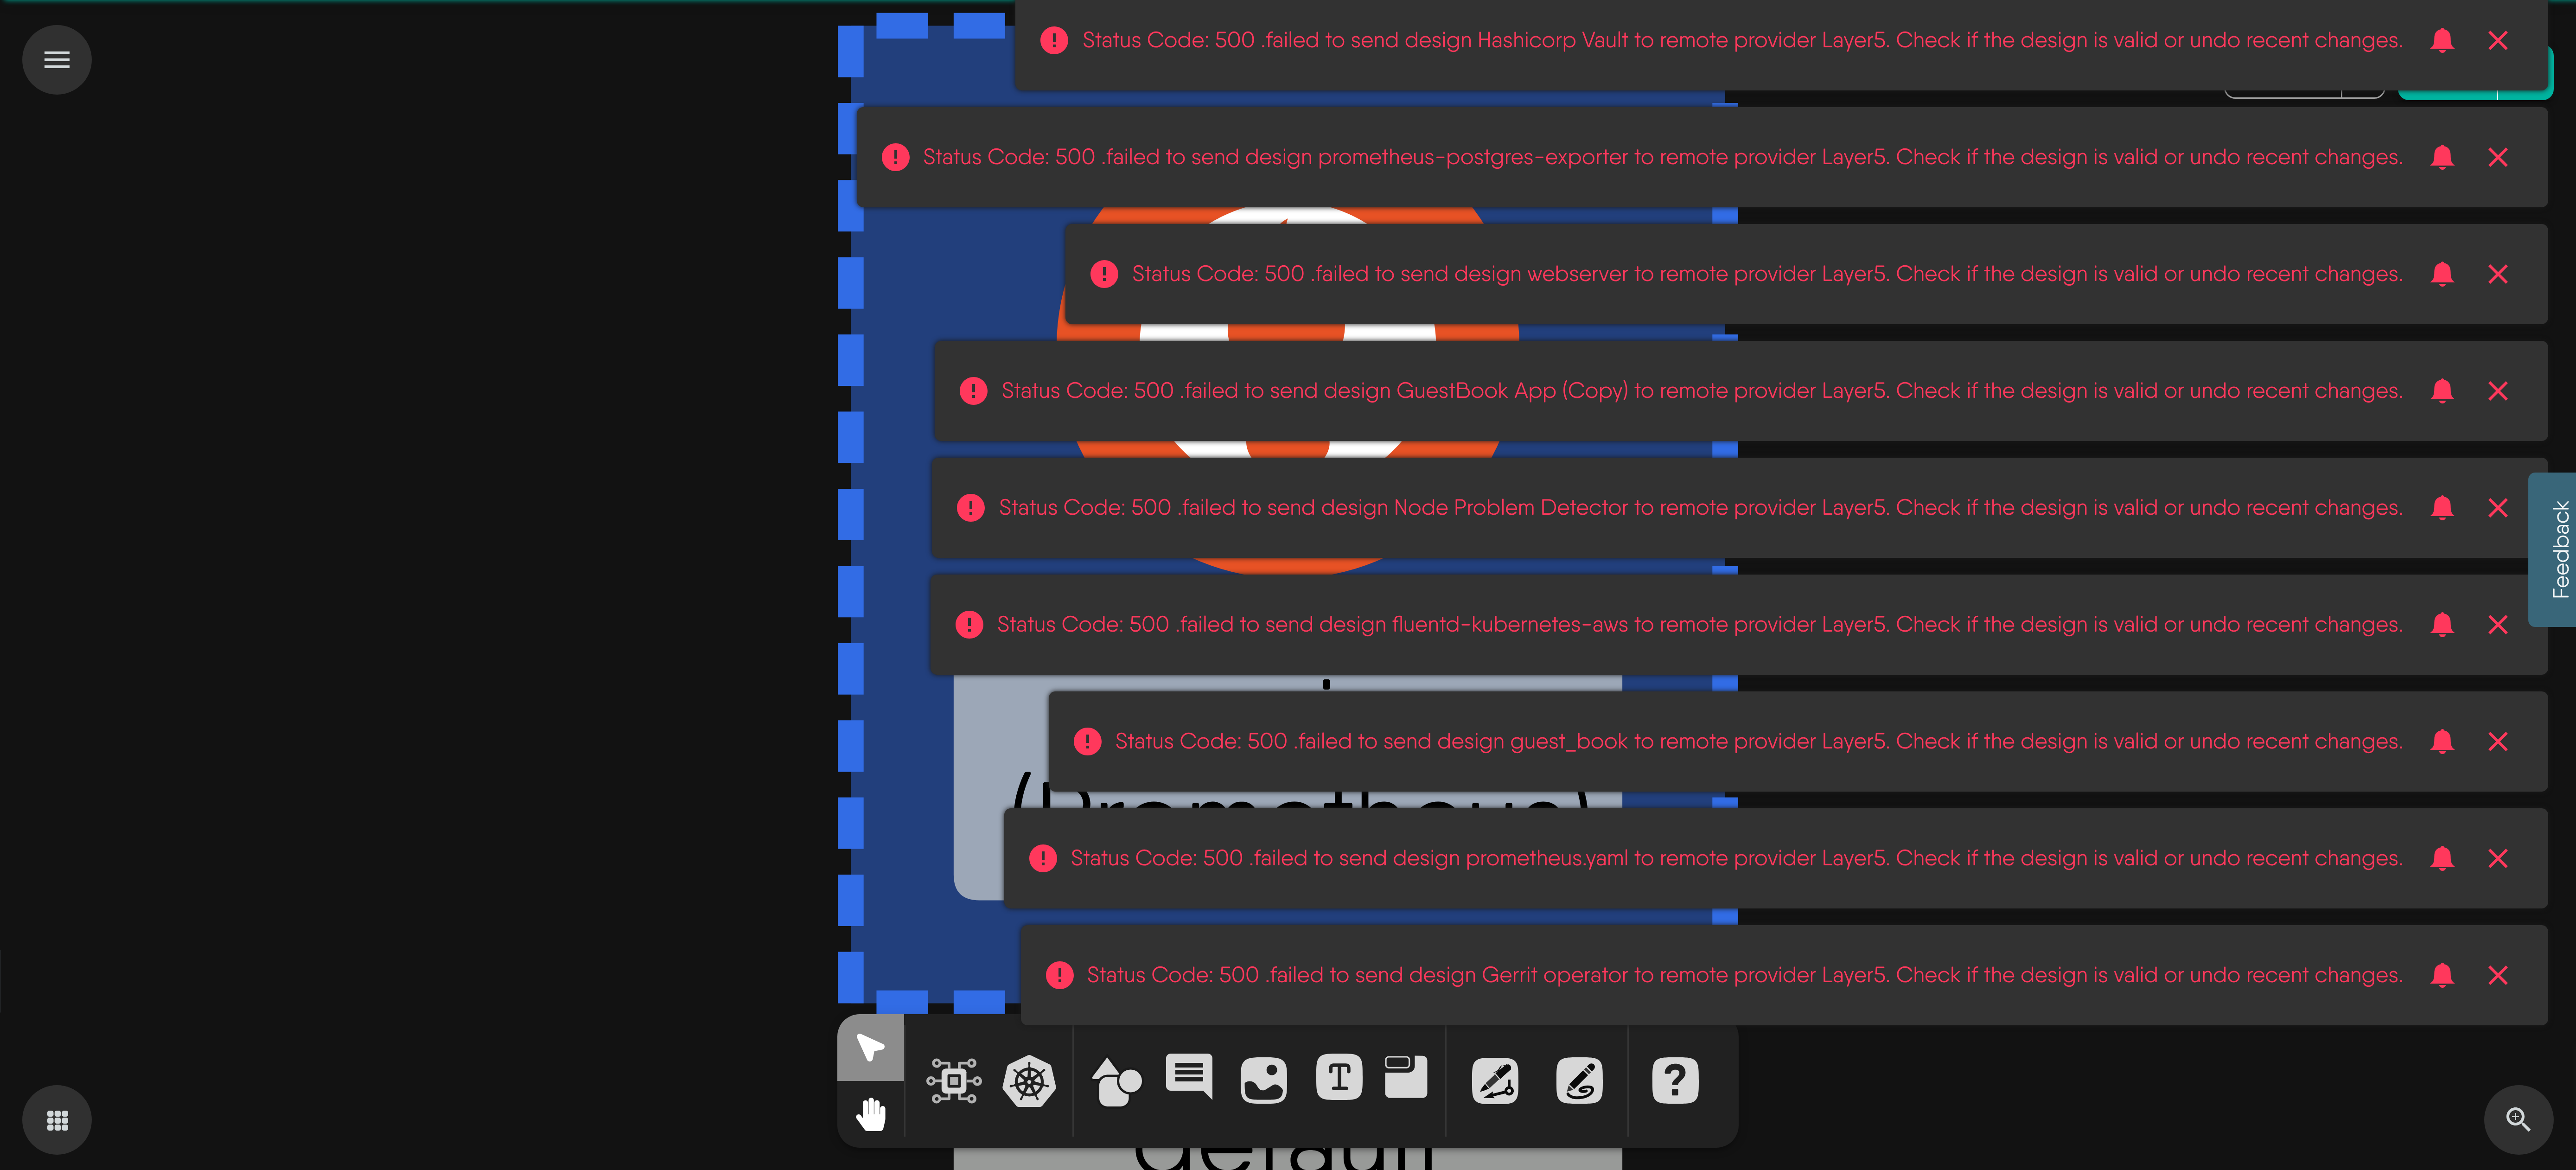 Status Code: 500 .failed to send design Hashicorp Vault to remote provider Layer5. Check if the design is valid or undo recent changes.
Status Code: 500 .failed to send design prometheus-postgres-exporter to remote provider Layer5. Check if the design is valid or undo recent changes.
Status Code: 500 .failed to send design webserver to remote provider Layer5. Check if the design is valid or undo recent changes.
Status Code: 500 .failed to send design GuestBook App (Copy) to remote provider Layer5. Check if the design is valid or undo recent changes.
Status Code: 500 .failed to send design Node Problem Detector to remote provider Layer5. Check if the design is valid or undo recent changes.
Feedback
Status Code: 500 .failed to send design fluentd-kubernetes-aws to remote provider Layer5. Check if the design is valid or undo recent changes.
Status Code: 500 .failed to send design guest_book to remote provider Layer5. Check if the design is valid or undo recent changes.
(Prometheus)
Status Code: 500 .failed to send design prometheus.yaml to remote provider Layer5. Check if the design is valid or undo recent changes.
Status Code: 500 .failed to send design Gerrit operator to remote provider Layer5. Check if the design is valid or undo recent changes.
T
?
default